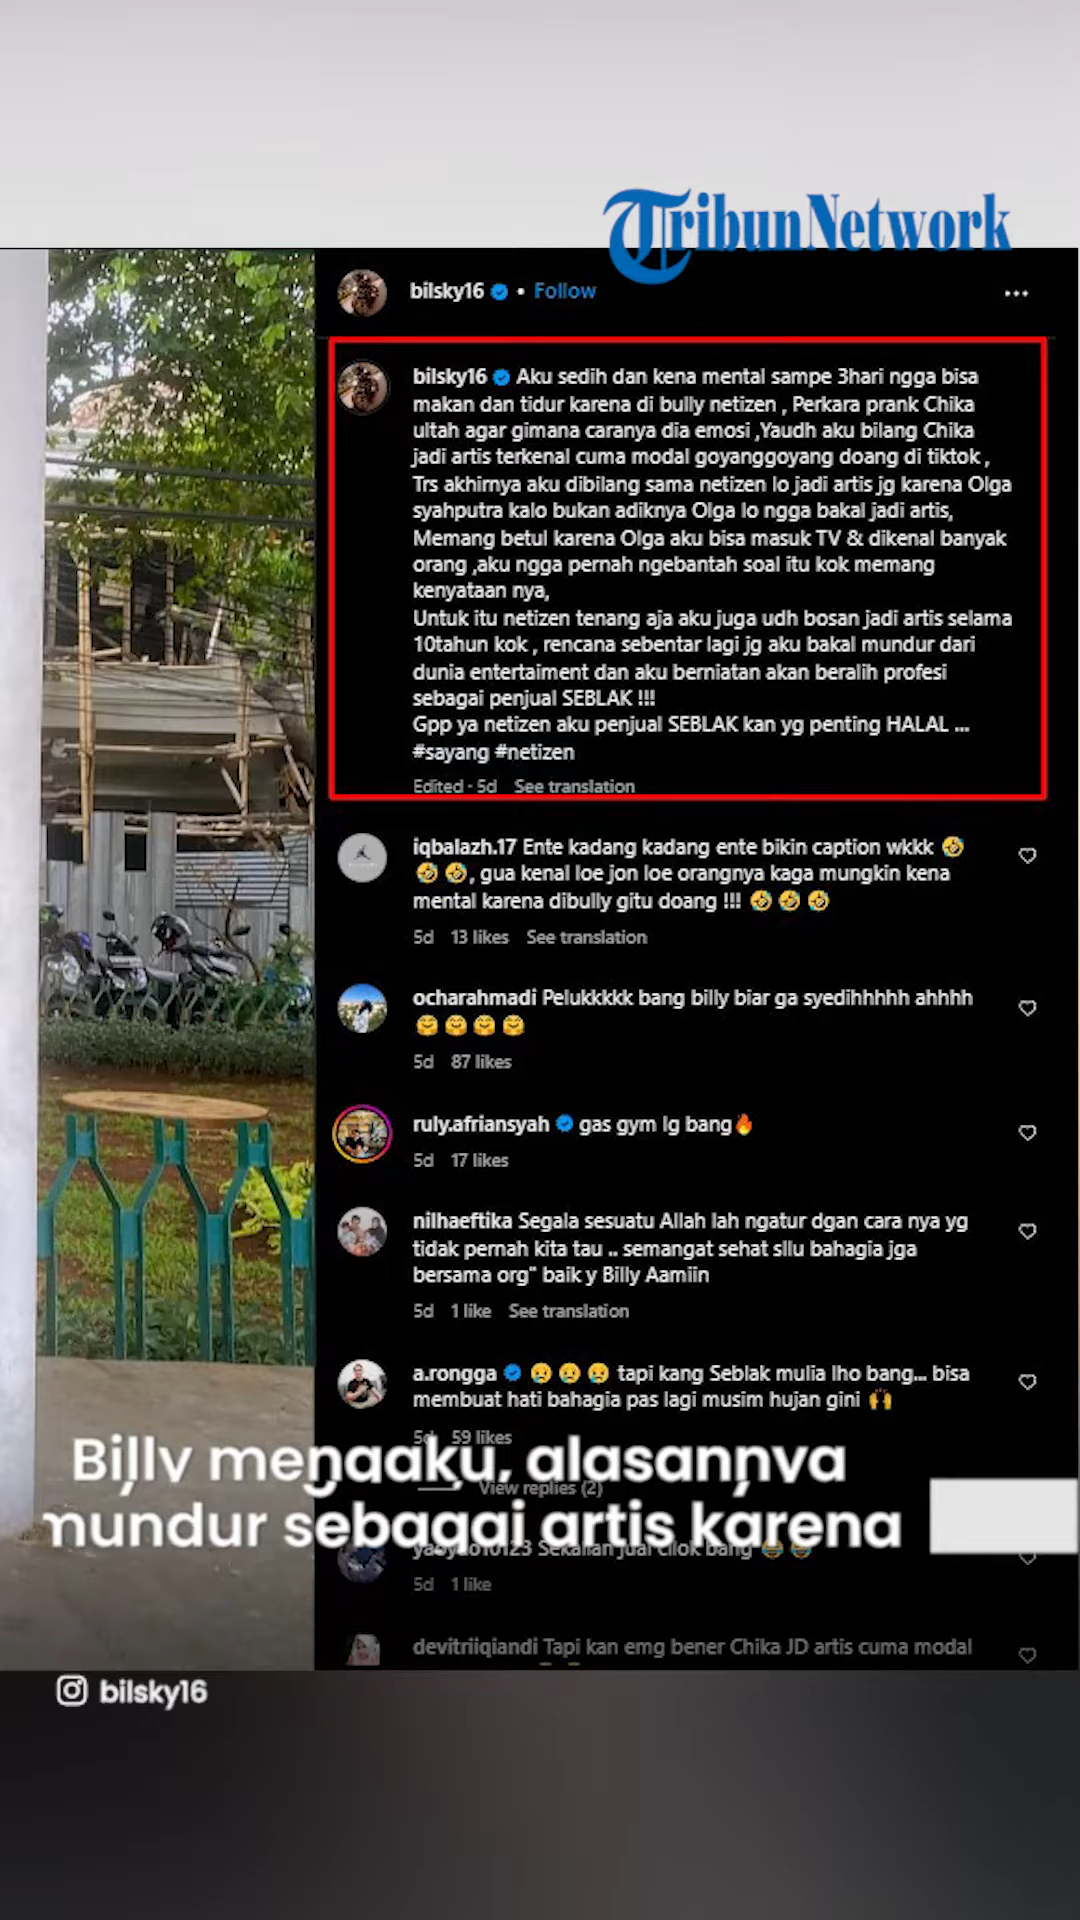 TribunNetwork
bilsky16 • Follow
bilsky16 Aku sedih dan kena mental sampe 3hari ngga bisa
makan dan tidur karena di bully netizen , Perkara prank Chika
ultah agar gimana caranya dia emosi ,Yaudh aku bilang Chika
jadi artis terkenal cuma modal goyanggoyang doang di tiktok ,
Trs akhirnya aku dibilang sama netizen lo jadi artis jg karena Olga
syahputra kalo bukan adiknya Olga lo ngga bakal jadi artis,
Memang betul karena Olga aku bisa masuk TV & dikenal banyak
orang ,aku ngga pernah ngebantah soal itu kok memang
kenyataan nya,
Untuk itu netizen tenang aja aku juga udh bosan jadi artis selama
10tahun kok , rencana sebentar lagi jg aku bakal mundur dari
dunia entertaiment dan aku berniatan akan beralih profesi
sebagai penjual SEBLAK !!!
Gpp ya netizen aku penjual SEBLAK kan yg penting HALAL ...
#sayang #netizen
Edited · 5d See translation
iqbalazh.17 Ente kadang kadang ente bikin caption wkkk 🤣
🤣 🤣, gua kenal loe jon loe orangnya kaga mungkin kena
mental karena dibully gitu doang !!! 🤣 🤣 🤣
5d 13 likes See translation
ocharahmadi Pelukkkkk bang billy biar ga syedihhhhh ahhhh
🤗 🤗 🤗 🤗
5d 87 likes
ruly.afriansyah gas gym lg bang🔥
5d 17 likes
nilhaeftika Segala sesuatu Allah lah ngatur dgan cara nya yg
tidak pernah kita tau .. semangat sehat sllu bahagia jga
bersama org" baik y Billy Aamiin
5d 1 like See translation
a.rongga 😢 😢 😢 tapi kang Seblak mulia lho bang... bisa
membuat hati bahagia pas lagi musim hujan gini 🙌
5d 59 likes
Billy mengaku, alasannya
View replies (2)
mundur sebagai artis karena
Sekalian jual cilok bang 😂 😂
5d 1 like
devitriiqiandi Tapi kan emg bener Chika JD artis cuma modal
bilsky16